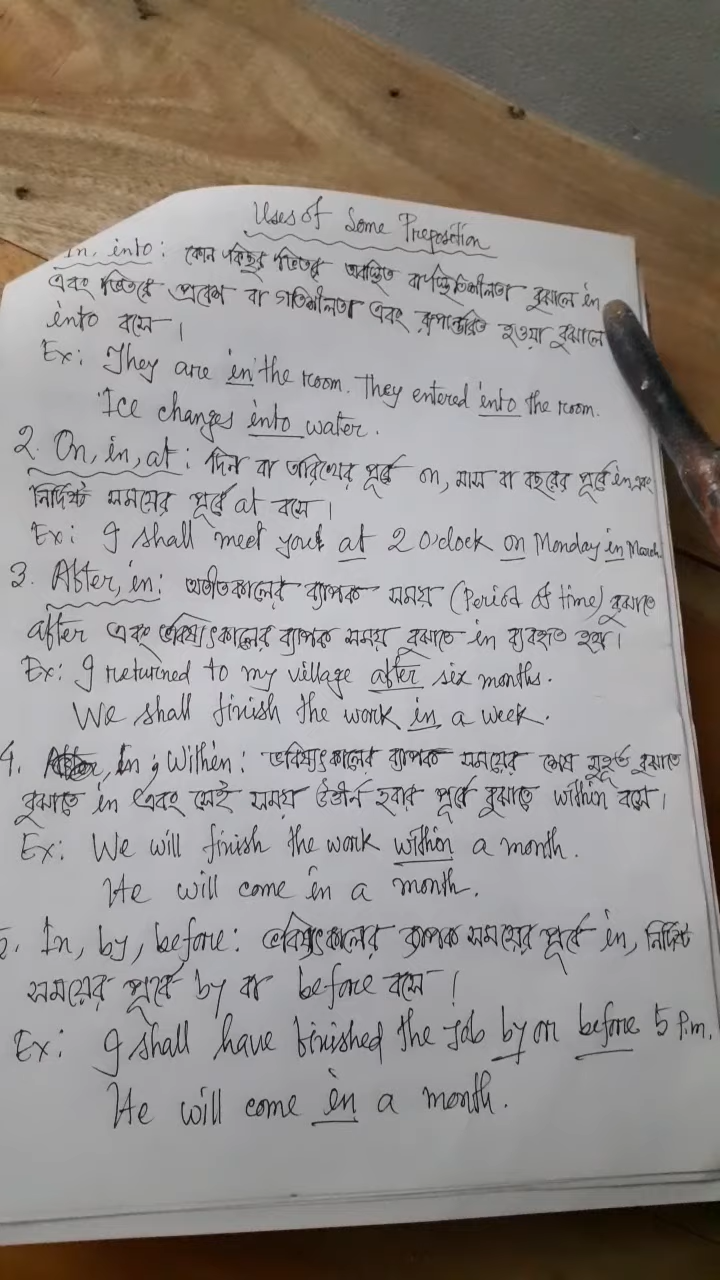 Uses of Some Preposition
In, into: কোন কিছুর ভিতরে অবস্থিত বা স্থিতিশীলতা বুঝালে in
এবং ভিতরে প্রবেশ বা গতিশীলতা এবং রূপান্তরিত হওয়া বুঝালে
into বসে।
Ex: They are in the room. They entered into the room.
Ice changes into water.
2. On, in, at: দিন বা তারিখের পূর্বে on, মাস বা বছরের পূর্বে in এবং
নির্দিষ্ট সময়ের পূর্বে at বসে।
Ex: I shall meet you at 2 O'clock on Monday in March.
3. After, in: অতীতকালের ব্যাপক সময় (Period of time) বুঝাতে
after এবং ভবিষ্যৎকালের ব্যাপক সময় বুঝাতে in ব্যবহৃত হয়।
Ex: I returned to my village after six months.
We shall finish the work in a week.
4. In, Within: ভবিষ্যৎকালের ব্যাপক সময়ের শেষ মুহূর্ত বুঝাতে
বুঝাতে in এবং সেই সময় উত্তীর্ন হবার পূর্বে বুঝাতে within বসে।
Ex: We will finish the work within a month.
He will come in a month.
5. In, by, before: ভবিষ্যৎকালের ব্যাপক সময়ের পূর্বে in, নির্দিষ্ট
সময়ের পূর্বে by বা before বসে।
Ex: I shall have finished the job by or before 5 P.m.
He will come in a month.